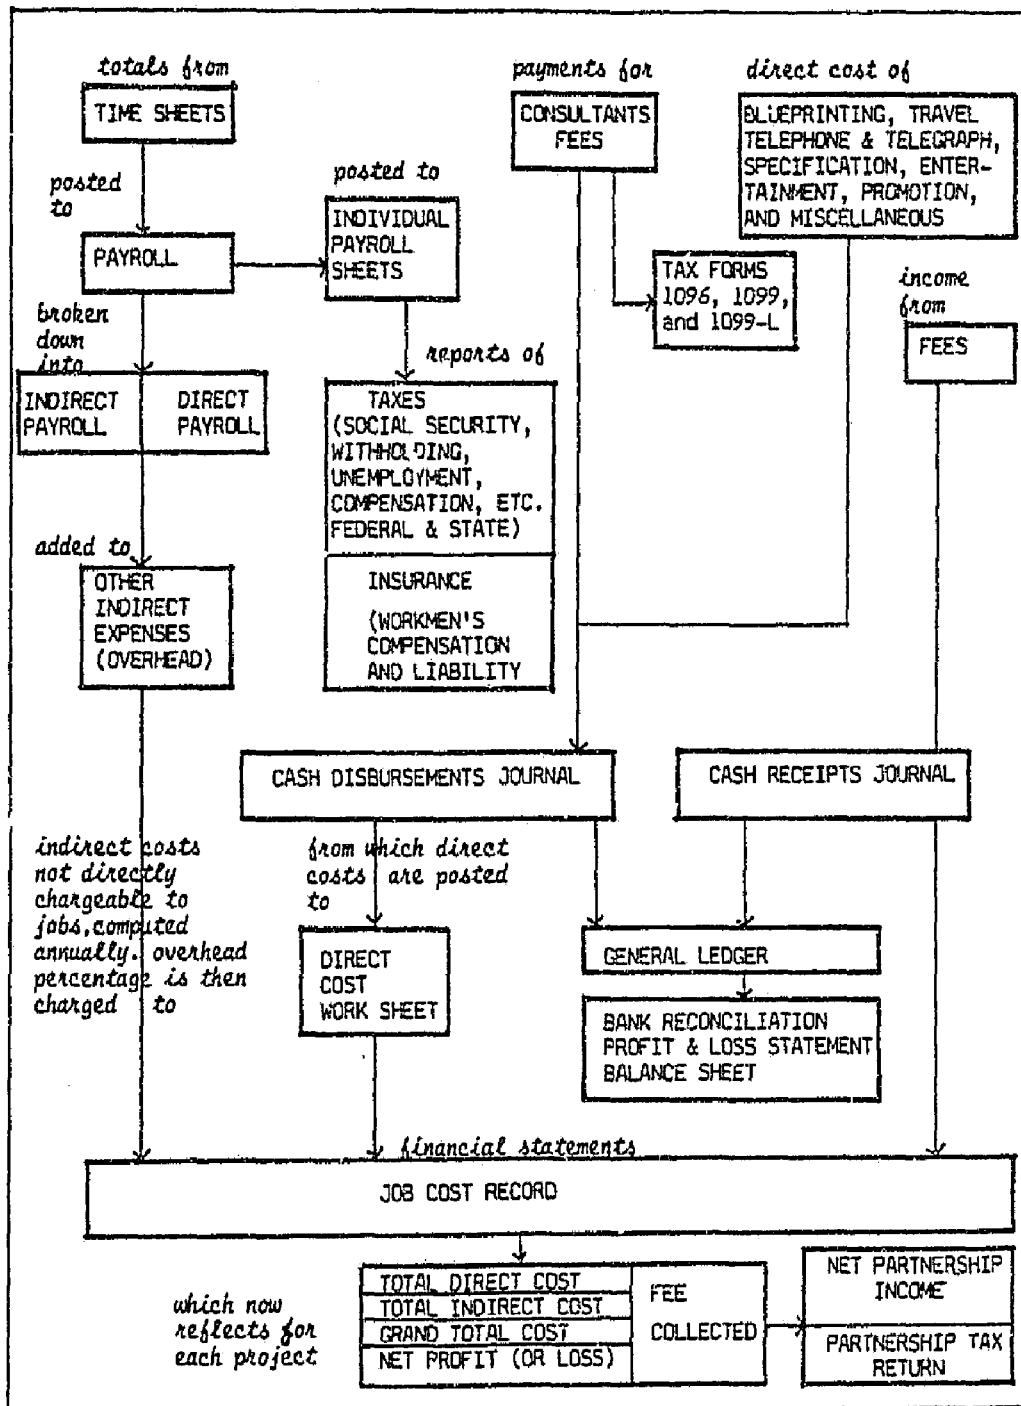 totals from
TIME SHEETS
posted
to
PAYROLL
posted to
INDIVIDUAL
PAYROLL
SHEETS
broken
down
into
INDIRECT
PAYROLL
DIRECT
PAYROLL
reports of
TAXES
(SOCIAL SECURITY,
WITHHOLDING,
UNEMPLOYMENT,
COMPENSATION, ETC.
FEDERAL & STATE)
INSURANCE
(WORKMEN'S
COMPENSATION
AND LIABILITY
added to
OTHER
INDIRECT
EXPENSES
(OVERHEAD)
payments for
CONSULTANTS
FEES
TAX FORMS
1096, 1099,
and 1099-L
direct cost of
BLUEPRINTING, TRAVEL
TELEPHONE & TELEGRAPH,
SPECIFICATION, ENTER-
TAINMENT, PROMOTION,
AND MISCELLANEOUS
income
from
FEES
CASH DISBURSEMENTS JOURNAL
CASH RECEIPTS JOURNAL
indirect costs
not directly
chargeable to
jobs,computed
annually. overhead
percentage is then
charged to
from which direct
costs are posted
to
DIRECT
COST
WORK SHEET
GENERAL LEDGER
BANK RECONCILIATION
PROFIT & LOSS STATEMENT
BALANCE SHEET
financial statements
JOB COST RECORD
which now
reflects for
each project
TOTAL DIRECT COST
TOTAL INDIRECT COST
GRAND TOTAL COST
NET PROFIT (OR LOSS)
FEE
COLLECTED
NET PARTNERSHIP
INCOME
PARTNERSHIP TAX
RETURN